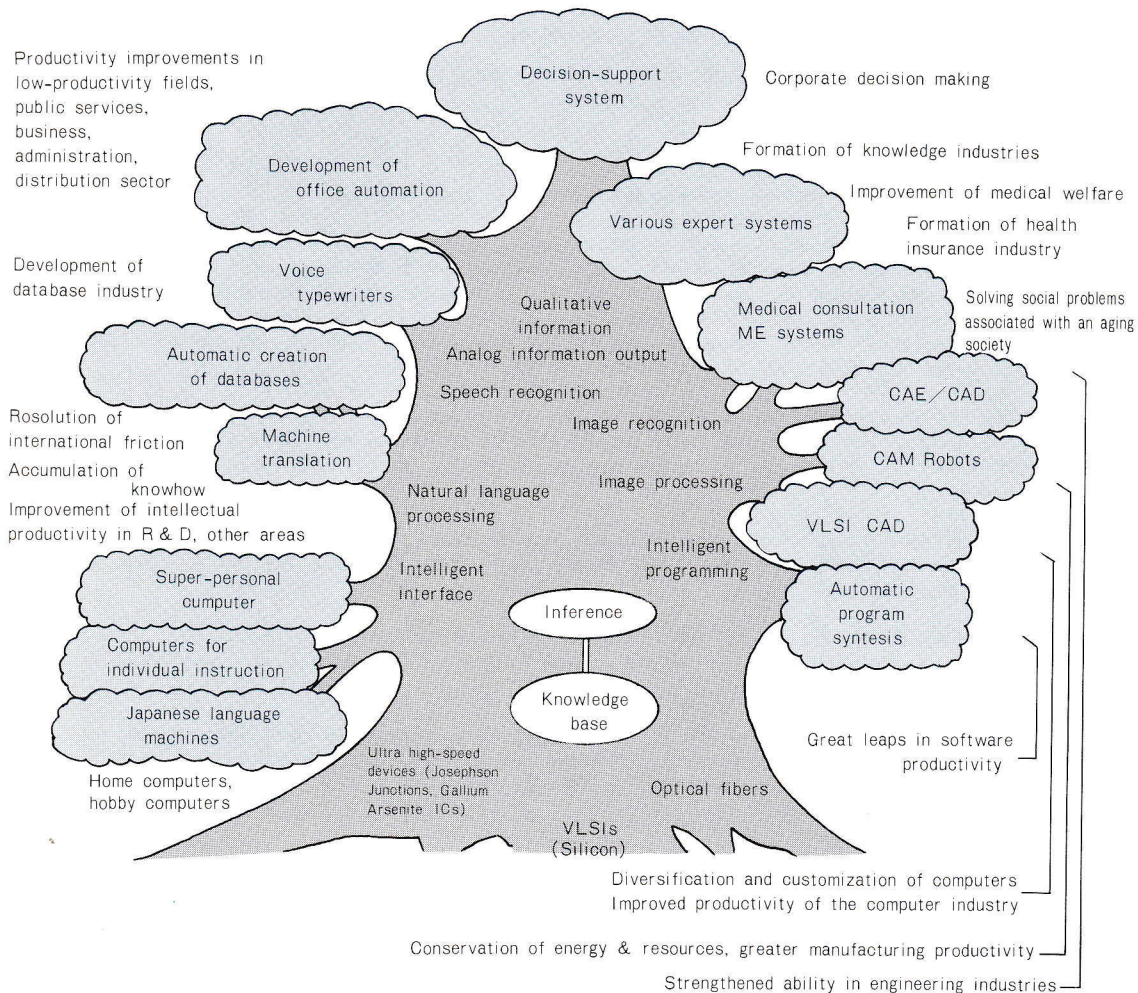 Productivity improvements in
low-productivity fields,
public services,
business,
administration,
distribution sector
Decision-support
system
Corporate decision making
Development of
office automation
Formation of knowledge industries
Various expert systems
Improvement of medical welfare
Formation of health
insurance industry
Development of
database industry
Voice
typewriters
Qualitative
information
Medical consultation
ME systems
Solving social problems
associated with an aging
society
Automatic creation
of databases
Analog information output
Speech recognition
CAE/CAD
Rosolution of
international friction
Machine
translation
Image recognition
CAM Robots
Accumulation of
knowhow
Natural language
processing
Image processing
VLSI CAD
Improvement of intellectual
productivity in R & D, other areas
Super-personal
cumputer
Intelligent
interface
Intelligent
programming
Automatic
program
syntesis
Inference
Computers for
individual instruction
Knowledge
base
Japanese language
machines
Great leaps in software
productivity
Home computers,
hobby computers
Ultra high-speed
devices (Josephson
Junctions, Gallium
Arsenite ICs)
Optical fibers
VLSIs
(Silicon)
Diversification and customization of computers
Improved productivity of the computer industry
Conservation of energy & resources, greater manufacturing productivity
Strengthened ability in engineering industries